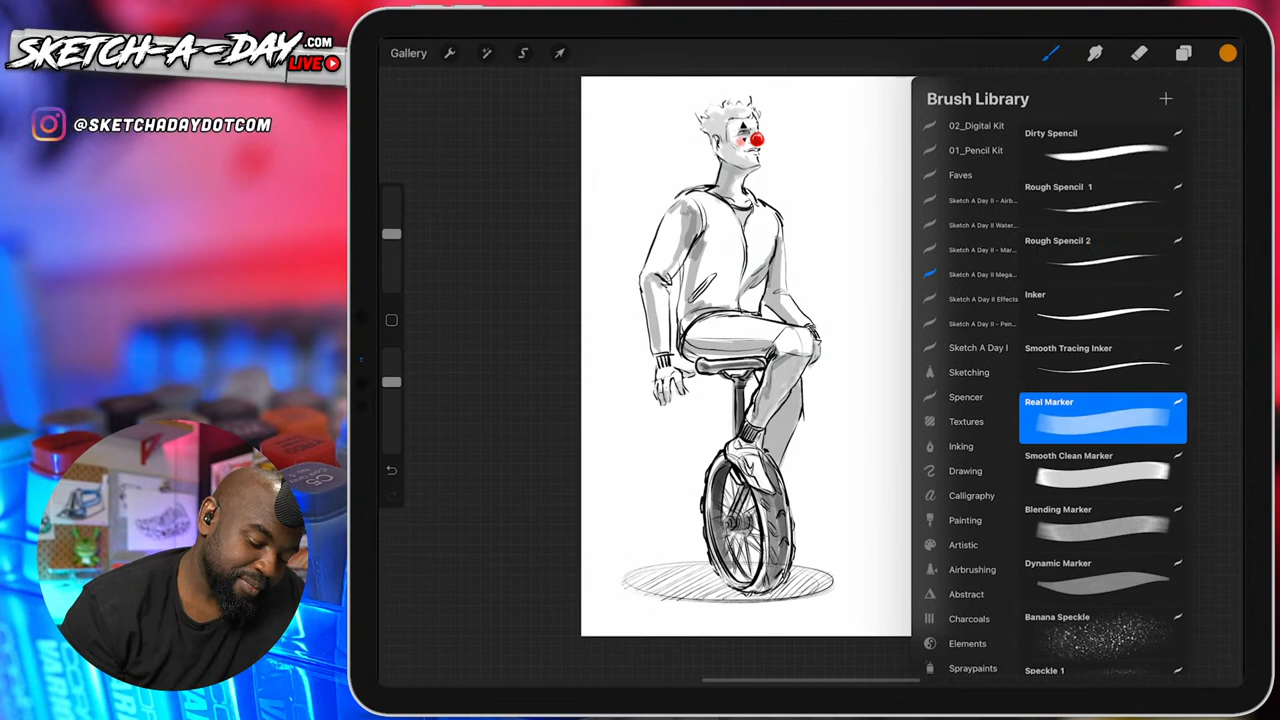 SKETCH-A-DAY.COM
LIVE
@SKETCHADAYDOTCOM
Gallery
Brush Library
02_Digital Kit
01_Pencil Kit
Faves
Sketch A Day II - Airb...
Sketch A Day II Water...
Sketch A Day II - Mar...
Sketch A Day II Mega...
Sketch A Day II Effects
Sketch A Day II - Pen...
Sketch A Day I
Sketching
Spencer
Textures
Inking
Drawing
Calligraphy
Painting
Artistic
Airbrushing
Abstract
Charcoals
Elements
Spraypaints
Dirty Spencil
Rough Spencil 1
Rough Spencil 2
Inker
Smooth Tracing Inker
Real Marker
Smooth Clean Marker
Blending Marker
Dynamic Marker
Banana Speckle
Speckle 1